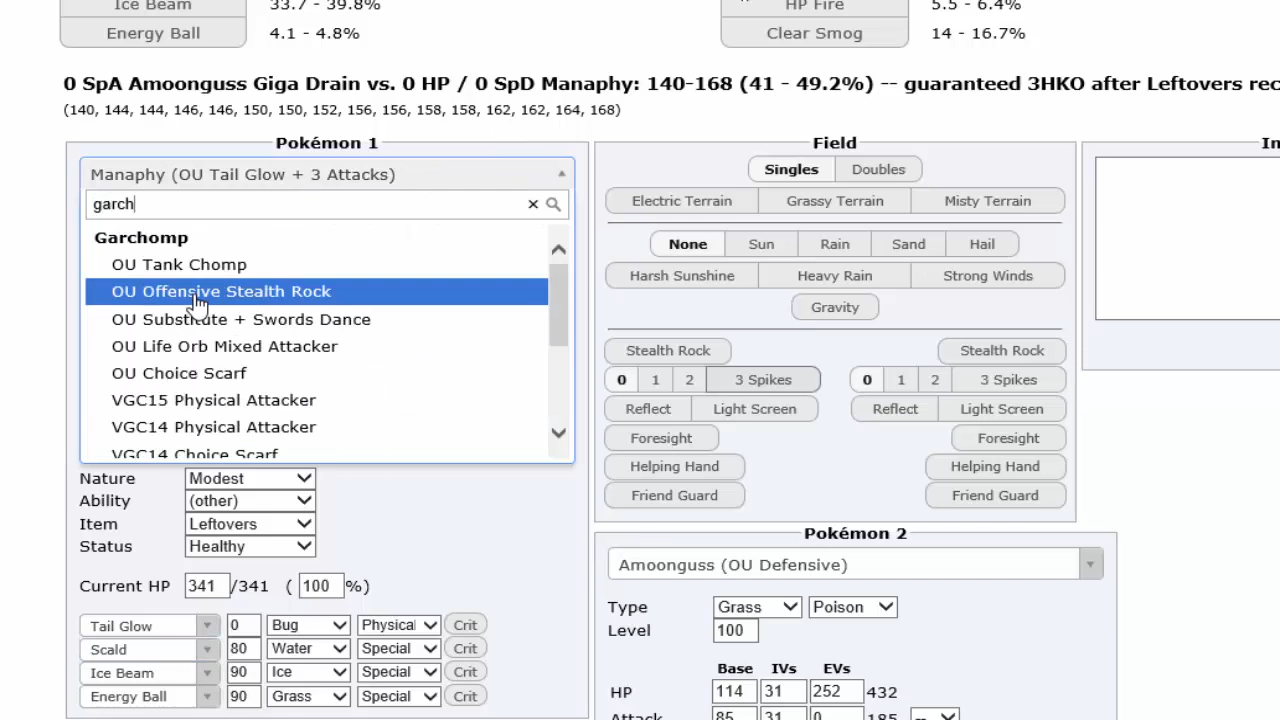 Ice Beam 33.7 - 39.8% HP Fire 5.5 - 6.4%
Energy Ball 4.1 - 4.8% Clear Smog 14 - 16.7%
0 SpA Amoonguss Giga Drain vs. 0 HP / 0 SpD Manaphy: 140-168 (41 - 49.2%) -- guaranteed 3HKO after Leftovers
(140, 144, 144, 146, 146, 150, 150, 152, 156, 156, 158, 158, 162, 162, 164, 168)
Pokémon 1
Manaphy (OU Tail Glow + 3 Attacks)
garch
Garchomp
OU Tank Chomp
OU Offensive Stealth Rock
OU Substitute + Swords Dance
OU Life Orb Mixed Attacker
OU Choice Scarf
VGC15 Physical Attacker
VGC14 Physical Attacker
VGC14 Choice Scarf
Nature Modest
Ability (other)
Item Leftovers
Status Healthy
Current HP 341 /341 ( 100 %)
Tail Glow 0 Bug Physical Crit
Scald 80 Water Special Crit
Ice Beam 90 Ice Special Crit
Energy Ball 90 Grass Special Crit
Field
Singles Doubles
Electric Terrain Grassy Terrain Misty Terrain
None Sun Rain Sand Hail
Harsh Sunshine Heavy Rain Strong Winds
Gravity
Stealth Rock Stealth Rock
0 1 2 3 Spikes 0 1 2 3 Spikes
Reflect Light Screen Reflect Light Screen
Foresight Foresight
Helping Hand Helping Hand
Friend Guard Friend Guard
Pokémon 2
Amoonguss (OU Defensive)
Type Grass Poison
Level 100
Base IVs EVs
HP 114 31 252 432
Attack 85 31 0 185